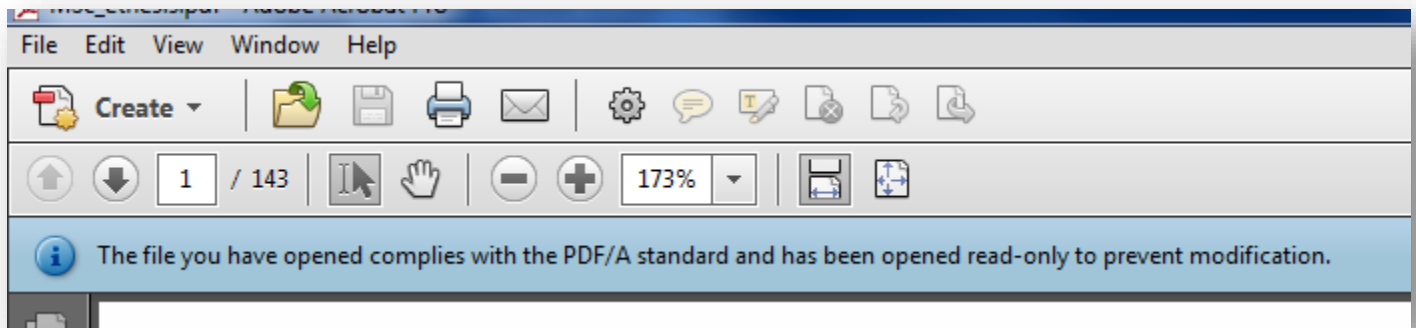 File Edit View Window Help
Create
1 / 143 173%
The file you have opened complies with the PDF/A standard and has been opened read-only to prevent modification.